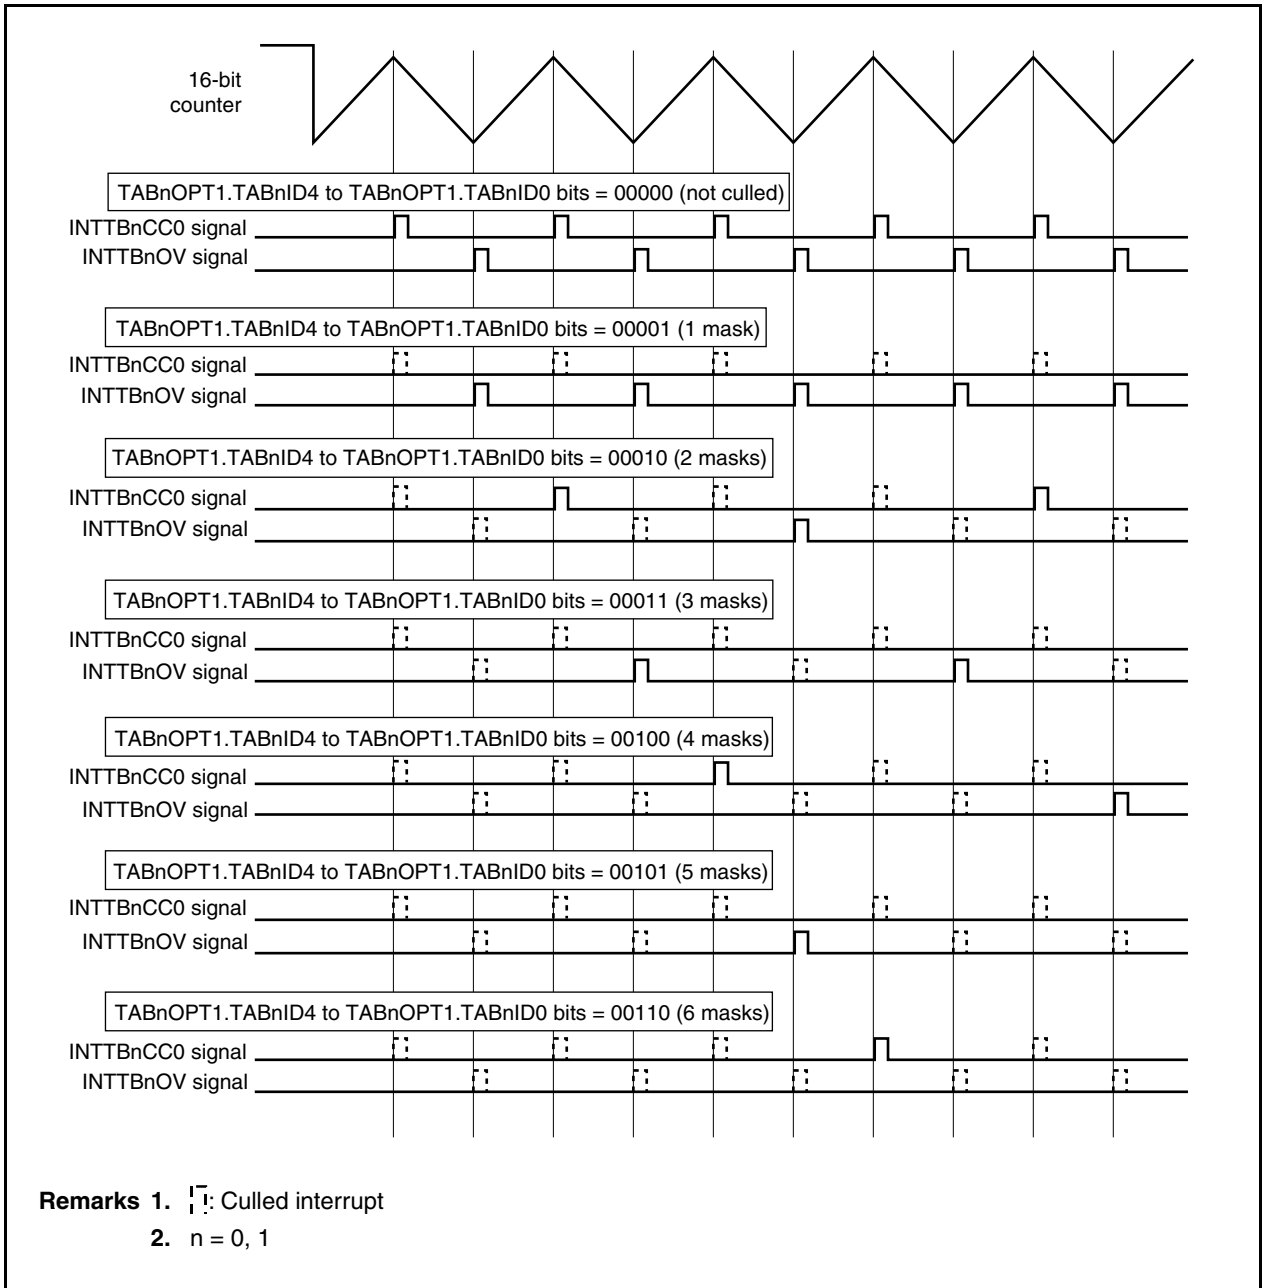 16-bit
counter
TABnOPT1.TABnID4 to TABnOPT1.TABnID0 bits = 00000 (not culled)
INTTBnCC0 signal
INTTBnOV signal
TABnOPT1.TABnID4 to TABnOPT1.TABnID0 bits = 00001 (1 mask)
INTTBnCC0 signal
INTTBnOV signal
TABnOPT1.TABnID4 to TABnOPT1.TABnID0 bits = 00010 (2 masks)
INTTBnCC0 signal
INTTBnOV signal
TABnOPT1.TABnID4 to TABnOPT1.TABnID0 bits = 00011 (3 masks)
INTTBnCC0 signal
INTTBnOV signal
TABnOPT1.TABnID4 to TABnOPT1.TABnID0 bits = 00100 (4 masks)
INTTBnCC0 signal
INTTBnOV signal
TABnOPT1.TABnID4 to TABnOPT1.TABnID0 bits = 00101 (5 masks)
INTTBnCC0 signal
INTTBnOV signal
TABnOPT1.TABnID4 to TABnOPT1.TABnID0 bits = 00110 (6 masks)
INTTBnCC0 signal
INTTBnOV signal
Remarks 1. : Culled interrupt
2. n = 0, 1